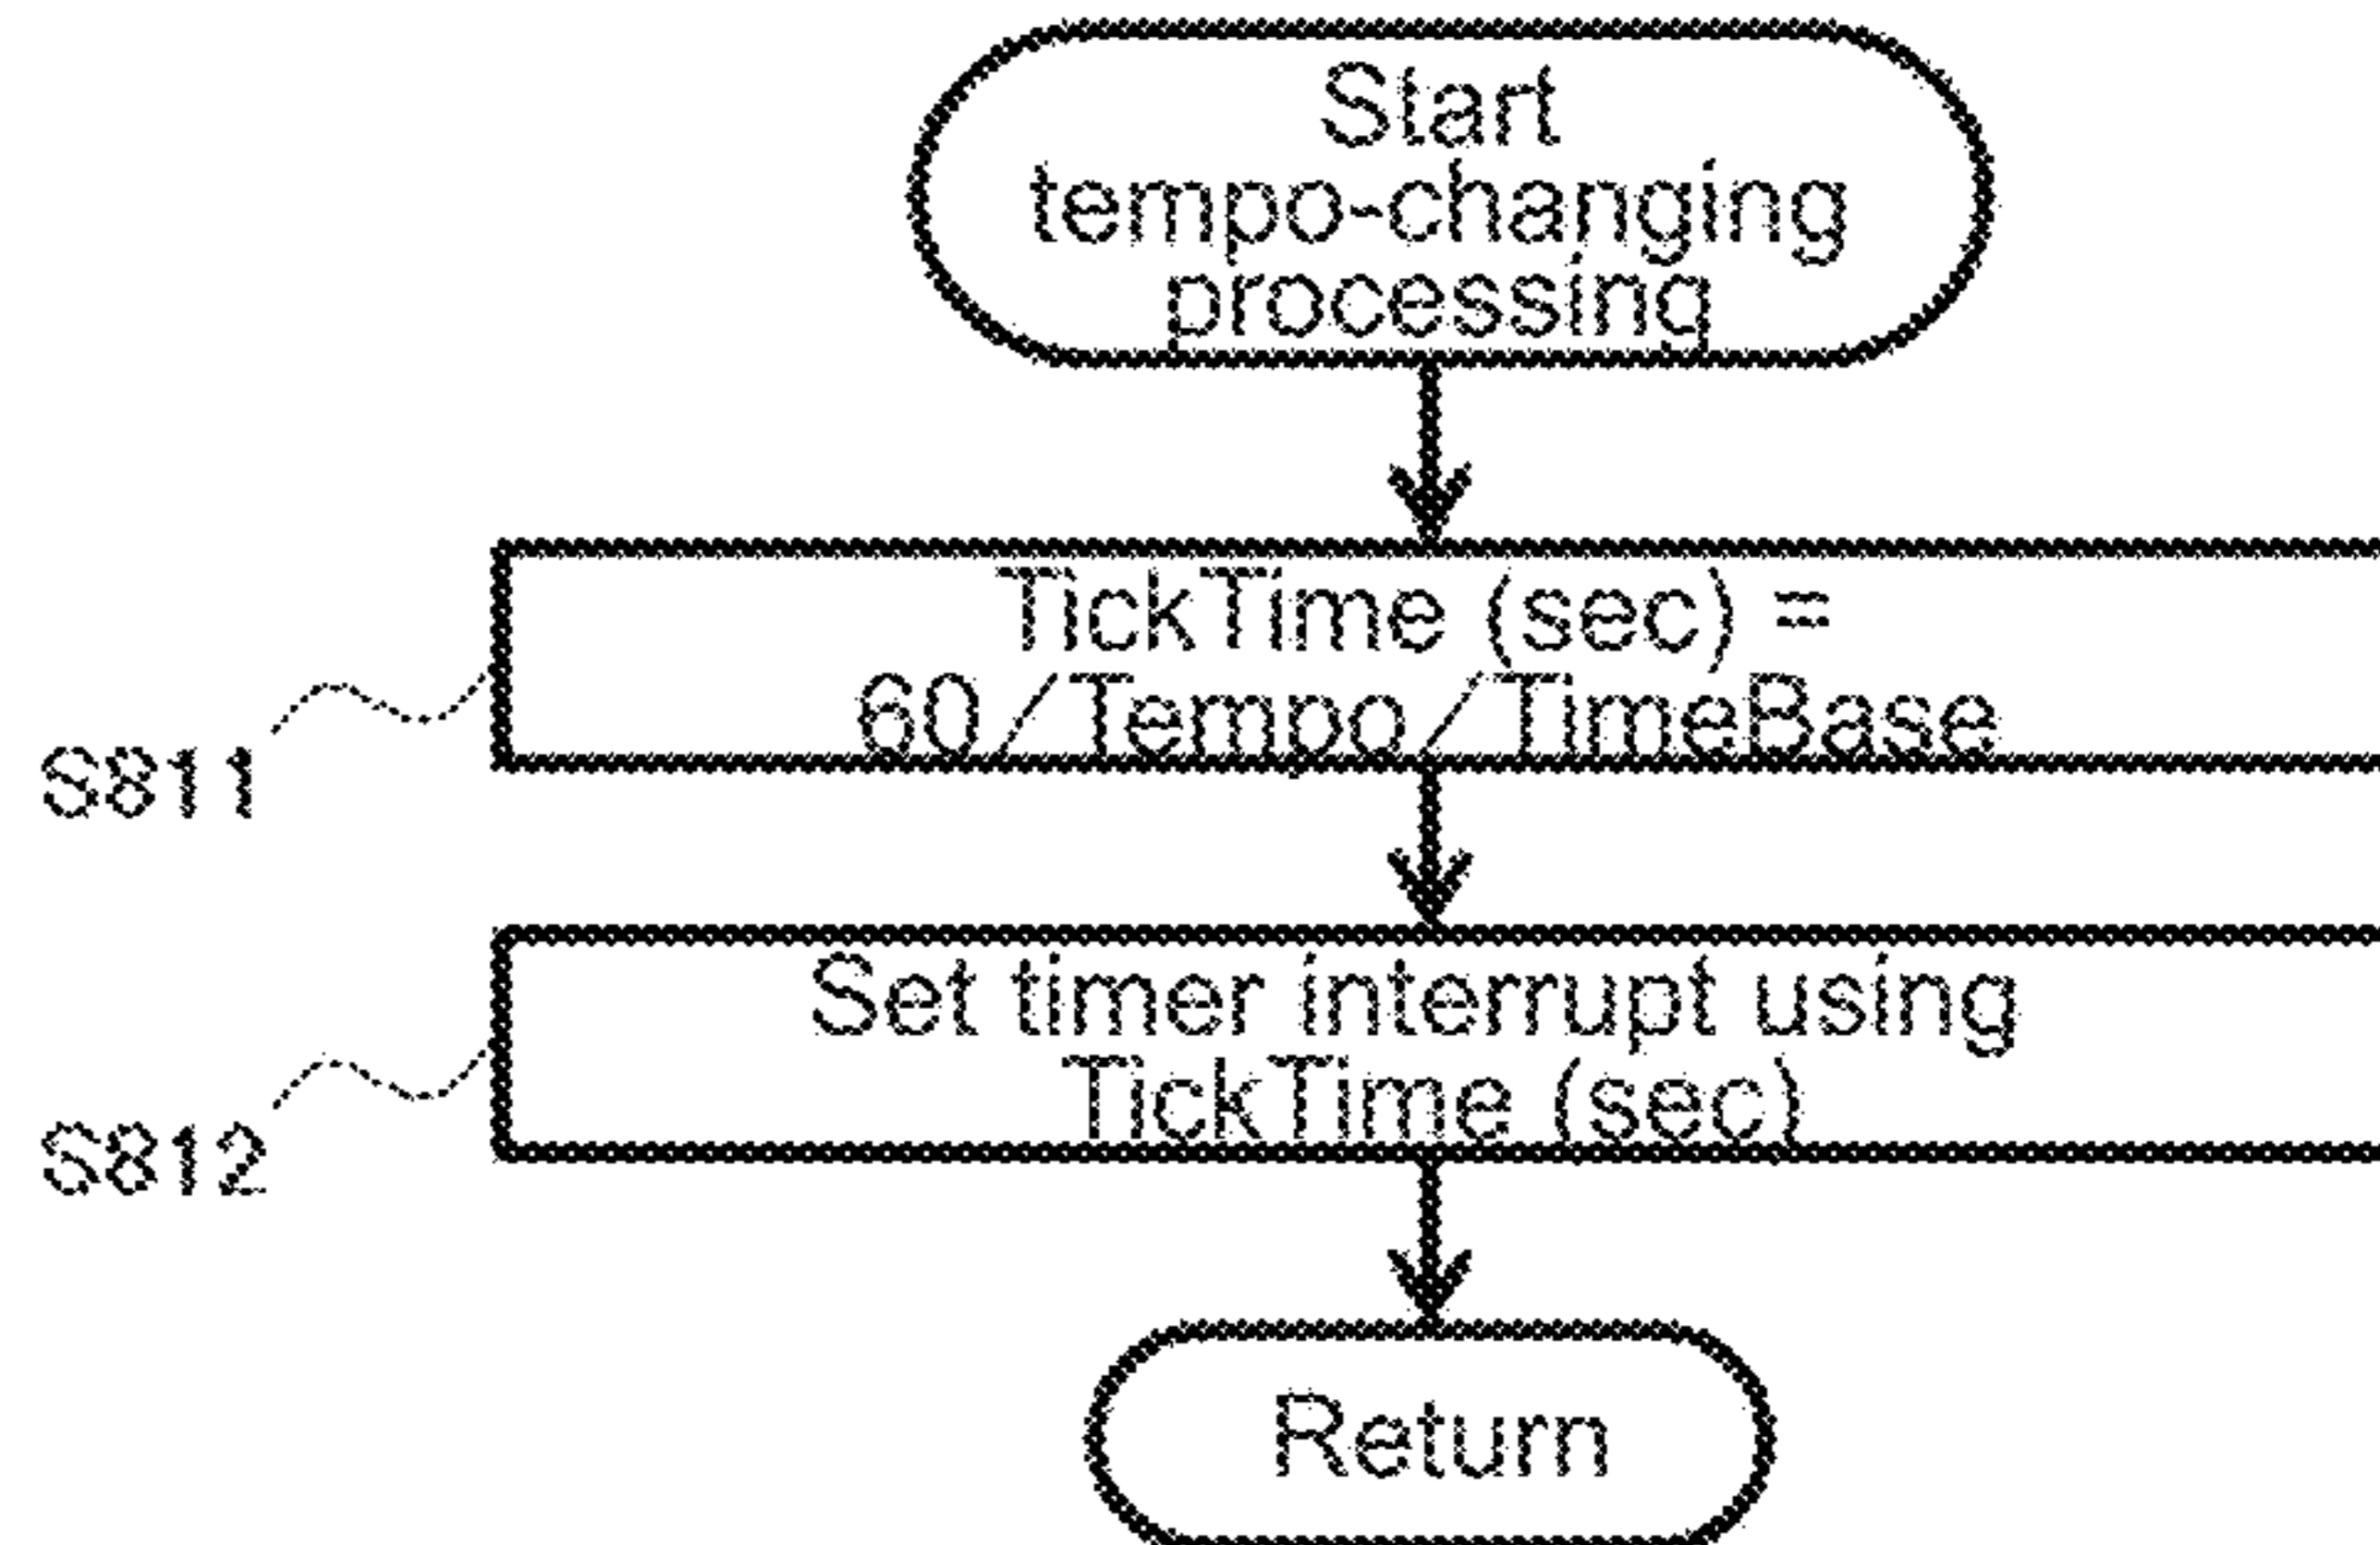 Start
tempo-changing
processing
TickTime (sec) =
60/Tempo/TimeBase
S811
Set timer interrupt using
TickTime (sec)
S812
Return